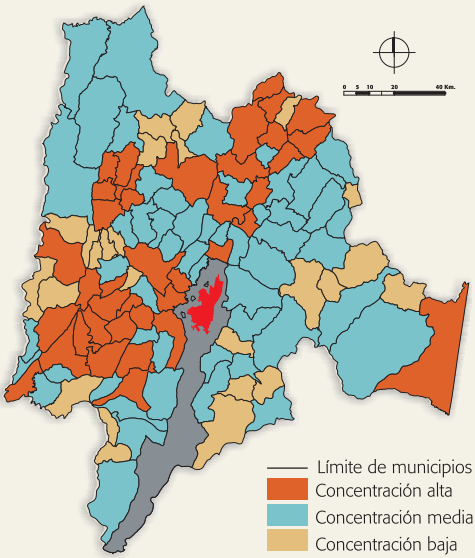 0 5 10 20 40 Km.
Límite de municipios
Concentración alta
Concentración media
Concentración baja